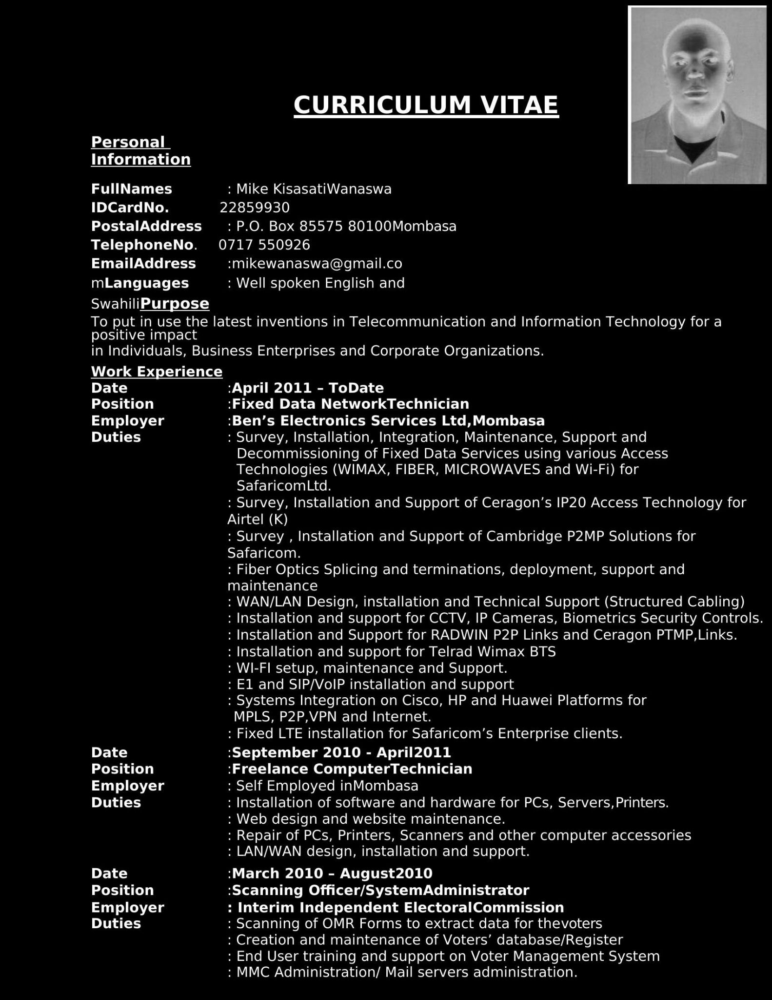 CURRICULUM VITAE
Personal
Information
FullNames : Mike KisasatiWanaswa
IDCardNo. 22859930
PostalAddress : P.O. Box 85575 80100Mombasa
TelephoneNo. 0717 550926
EmailAddress :mikewanaswa@gmail.co
mLanguages : Well spoken English and
SwahiliPurpose
To put in use the latest inventions in Telecommunication and Information Technology for a
positive impact
in Individuals, Business Enterprises and Corporate Organizations.
Work Experience
Date :April 2011 – ToDate
Position :Fixed Data NetworkTechnician
Employer :Ben’s Electronics Services Ltd,Mombasa
Duties : Survey, Installation, Integration, Maintenance, Support and
Decommissioning of Fixed Data Services using various Access
Technologies (WIMAX, FIBER, MICROWAVES and Wi-Fi) for
SafaricomLtd.
: Survey, Installation and Support of Ceragon’s IP20 Access Technology for
Airtel (K)
: Survey , Installation and Support of Cambridge P2MP Solutions for
Safaricom.
: Fiber Optics Splicing and terminations, deployment, support and
maintenance
: WAN/LAN Design, installation and Technical Support (Structured Cabling)
: Installation and support for CCTV, IP Cameras, Biometrics Security Controls.
: Installation and Support for RADWIN P2P Links and Ceragon PTMP,Links.
: Installation and support for Telrad Wimax BTS
: WI-FI setup, maintenance and Support.
: E1 and SIP/VoIP installation and support
: Systems Integration on Cisco, HP and Huawei Platforms for
MPLS, P2P,VPN and Internet.
: Fixed LTE installation for Safaricom’s Enterprise clients.
Date :September 2010 - April2011
Position :Freelance ComputerTechnician
Employer : Self Employed inMombasa
Duties : Installation of software and hardware for PCs, Servers,Printers.
: Web design and website maintenance.
: Repair of PCs, Printers, Scanners and other computer accessories
: LAN/WAN design, installation and support.
Date :March 2010 – August2010
Position :Scanning Officer/SystemAdministrator
Employer : Interim Independent ElectoralCommission
Duties : Scanning of OMR Forms to extract data for thevoters
: Creation and maintenance of Voters’ database/Register
: End User training and support on Voter Management System
: MMC Administration/ Mail servers administration.